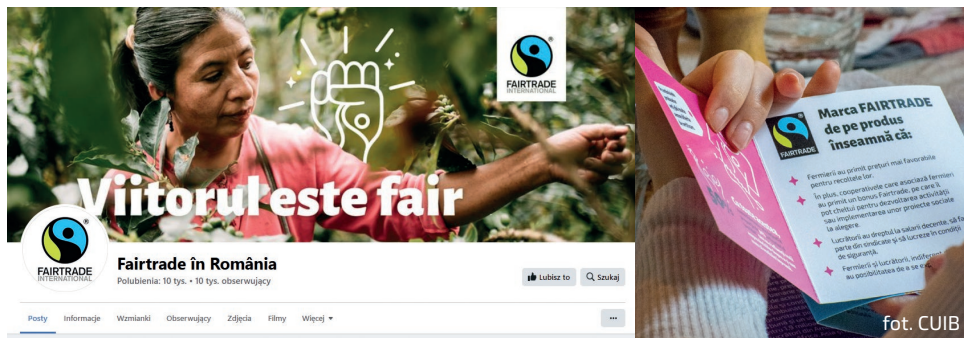 FAIRTRADE
INTERNATIONAL
Viitorul este fair
FAIRTRADE
INTERNATIONAL
Fairtrade în România
Polubienia: 10 tys. • 10 tys. obserwujący
Lubisz to
Szukaj
Posty Informacje Wzmianki Obserwujący Zdjęcia Filmy Więcej
FAIRTRADE
Marca FAIRTRADE
de pe produs
înseamnă că:
Fermierii au primit prețuri mai favorabile
pentru recoltele lor.
În plus, cooperativele care asociază fermieri
au primit un bonus Fairtrade, pe care îl
pot cheltui pentru dezvoltarea activității
sau implementarea unor proiecte sociale
la alegere.
Lucrătorii au dreptul la salarii decente, să fa
parte din sindicate și să lucreze în condiții
de siguranță.
Fermierii și lucrătorii, indiferent
au posibilitatea de a se
fot. CUIB